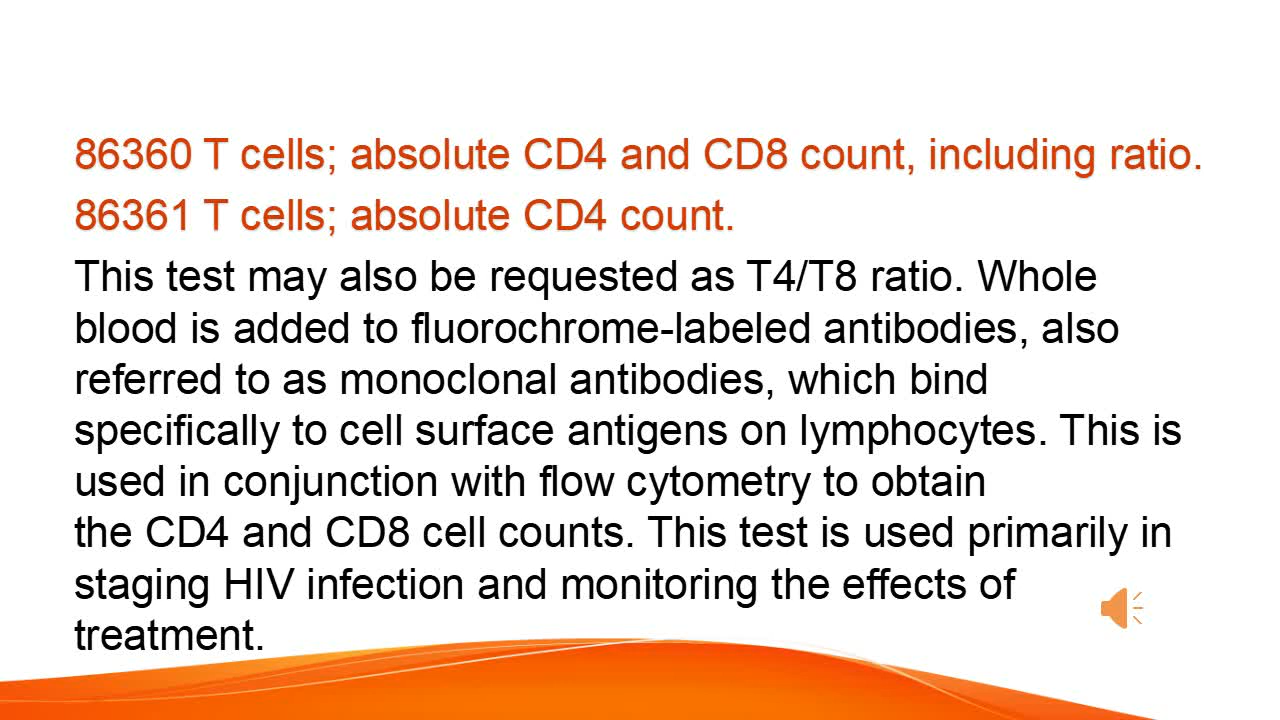 86360 T cells; absolute CD4 and CD8 count, including ratio.
86361 T cells; absolute CD4 count.
This test may also be requested as T4/T8 ratio. Whole
blood is added to fluorochrome-labeled antibodies, also
referred to as monoclonal antibodies, which bind
specifically to cell surface antigens on lymphocytes. This is
used in conjunction with flow cytometry to obtain
the CD4 and CD8 cell counts. This test is used primarily in
staging HIV infection and monitoring the effects of
treatment.